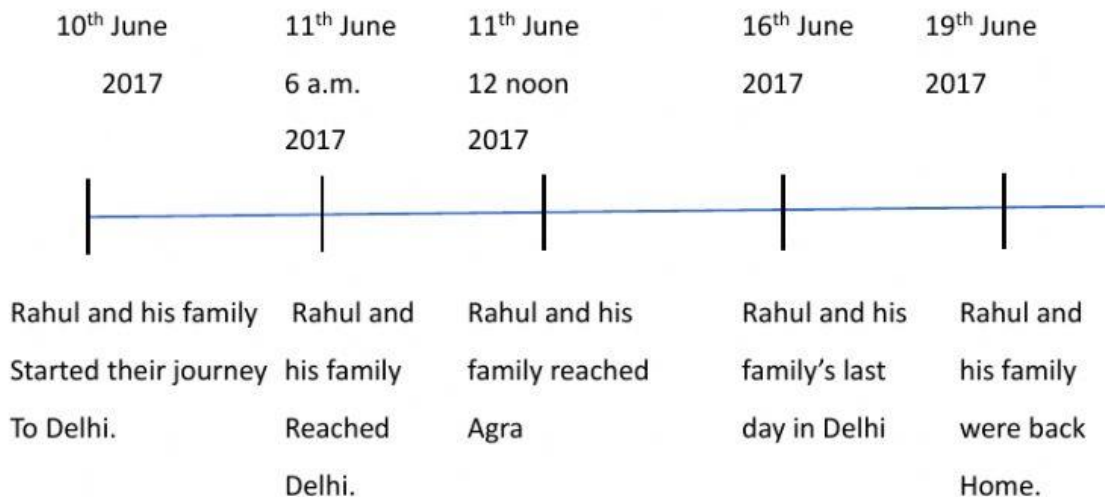 10th June
2017
11th June
6 a.m.
2017
11th June
12 noon
2017
16th June
2017
19th June
2017
Rahul and his family
Started their journey
To Delhi.
Rahul and
his family
Reached
Delhi.
Rahul and his
family reached
Agra
Rahul and his
family’s last
day in Delhi
Rahul and
his family
were back
Home.